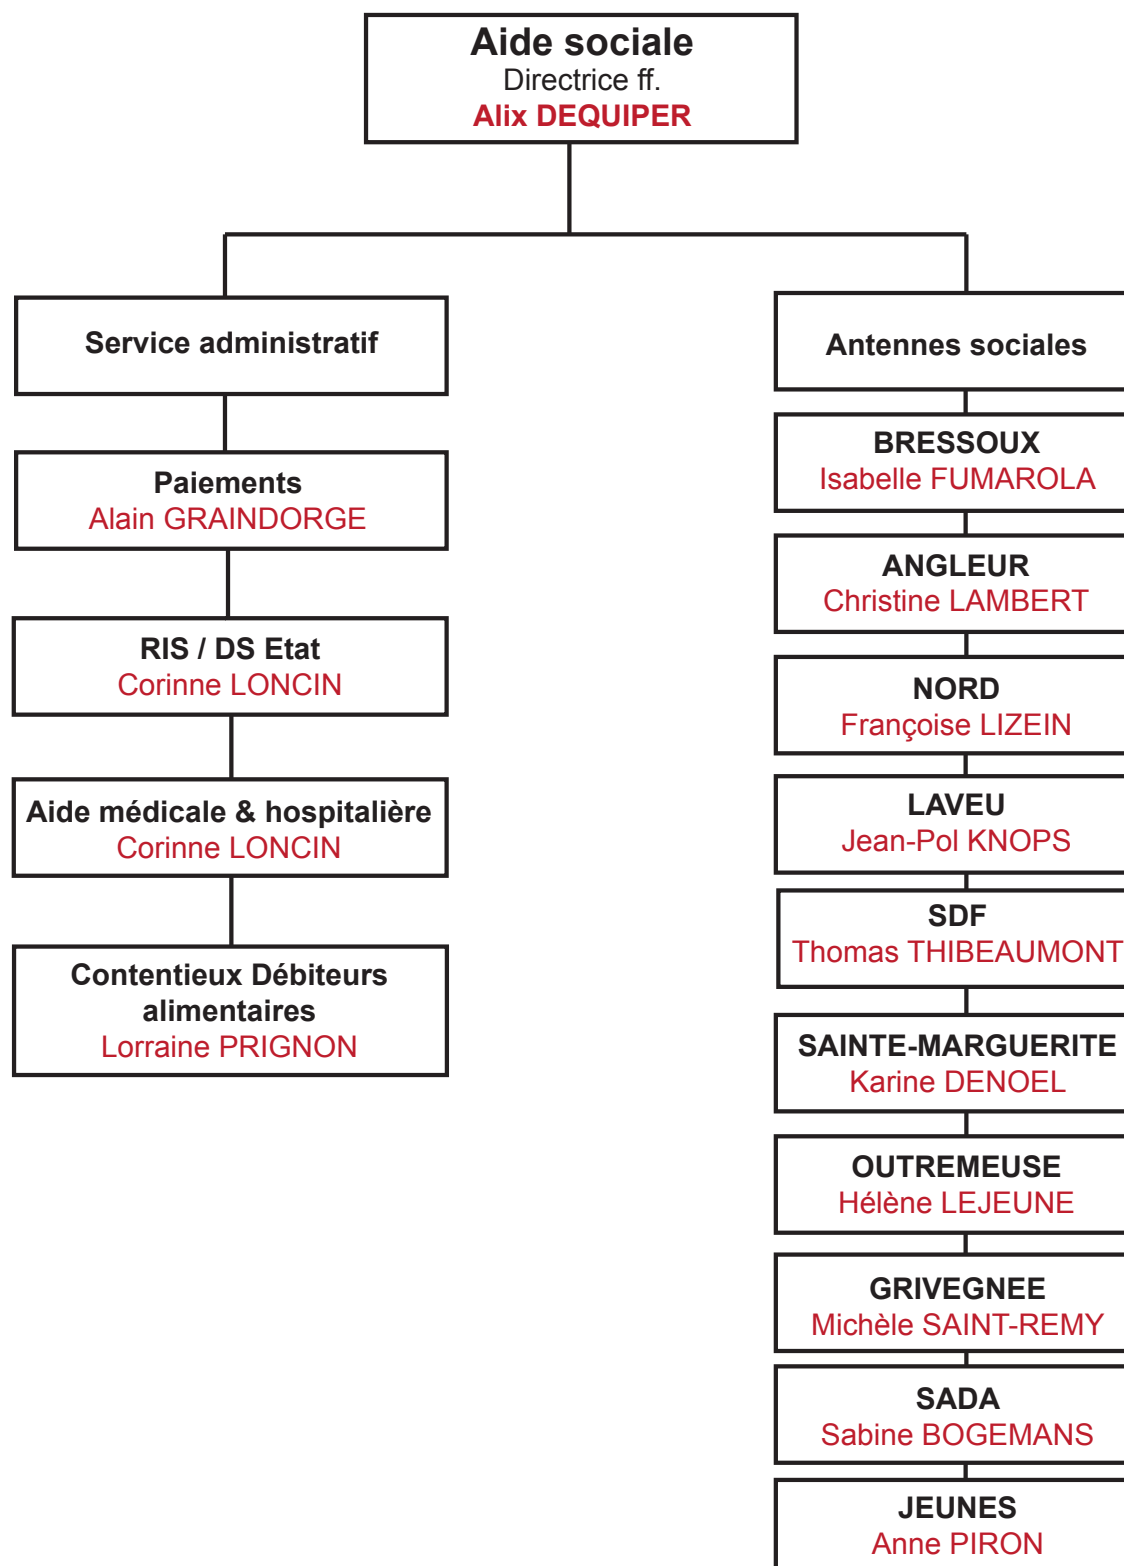 Aide sociale
Directrice ff.
Alix DEQUIPER
Service administratif
Paiements
Alain GRAINDORGE
RIS / DS Etat
Corinne LONCIN
Aide médicale & hospitalière
Corinne LONCIN
Contentieux Débiteurs
alimentaires
Lorraine PRIGNON
Antennes sociales
BRESSOUX
Isabelle FUMAROLA
ANGLEUR
Christine LAMBERT
NORD
Françoise LIZEIN
LAVEU
Jean-Pol KNOPS
SDF
Thomas THIBEAUMONT
SAINTE-MARGUERITE
Karine DENOEL
OUTREMEUSE
Hélène LEJEUNE
GRIVEGNEE
Michèle SAINT-REMY
SADA
Sabine BOGEMANS
JEUNES
Anne PIRON